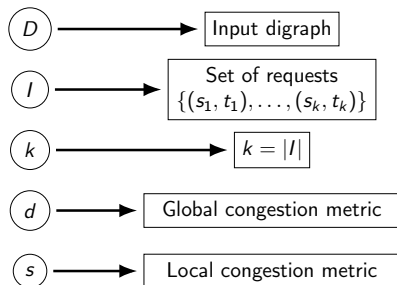 D Input digraph
I Set of requests
{(s₁, t₁), . . . , (sₖ, tₖ)}
k k = |I|
d Global congestion metric
s Local congestion metric